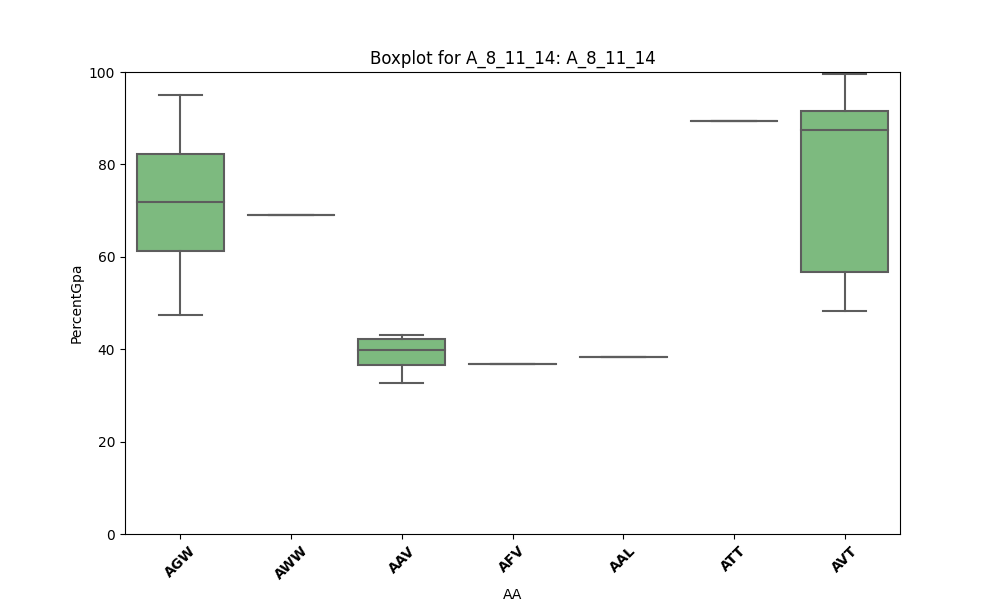 Boxplot for A_8_11_14: A_8_11_14
100
80
60
40
20
0
PercentGpa
AGW
AWW
AAV
AFV
AAL
ATT
AVT
AA